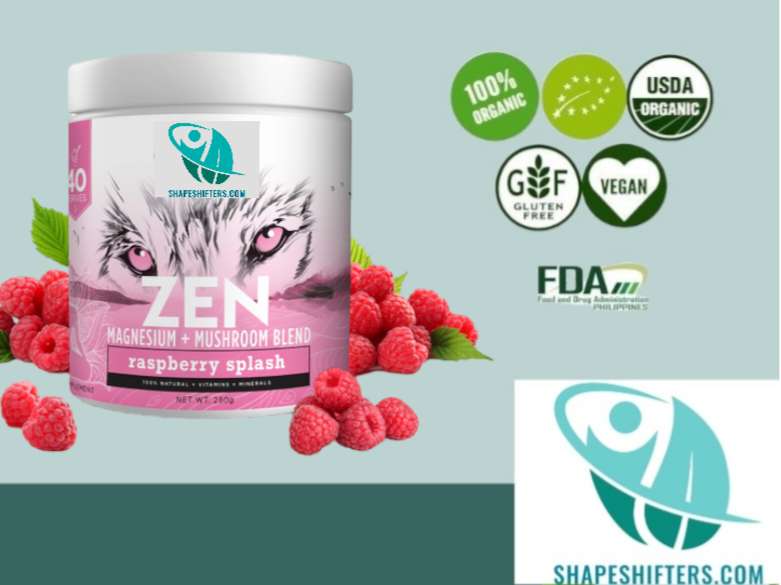 SHAPESHIFTERS.COM
40
ZEN
MAGNESIUM + MUSHROOM BLEND
raspberry splash
100% NATURAL • VITAMINS • MINERALS
NET WT. 280g
100%
ORGANIC
USDA
ORGANIC
G F
GLUTEN
FREE
VEGAN
FDA
Food and Drug Administration
PHILIPPINES
SHAPESHIFTERS.COM